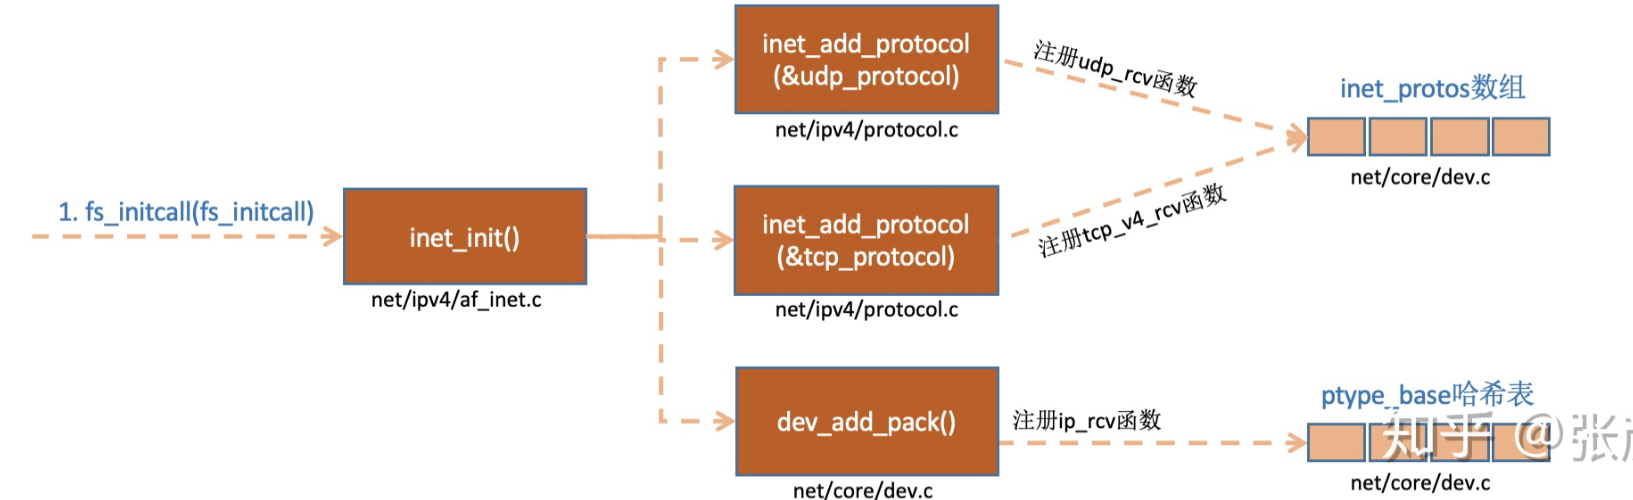 1. fs_initcall(fs_initcall)
inet_init()
net/ipv4/af_inet.c
inet_add_protocol
(&udp_protocol)
net/ipv4/protocol.c
inet_add_protocol
(&tcp_protocol)
net/ipv4/protocol.c
dev_add_pack()
net/core/dev.c
注册udp_rcv函数
注册tcp_v4_rcv函数
注册ip_rcv函数
inet_protos数组
net/core/dev.c
ptype_base哈希表
知乎 @张
net/core/dev.c